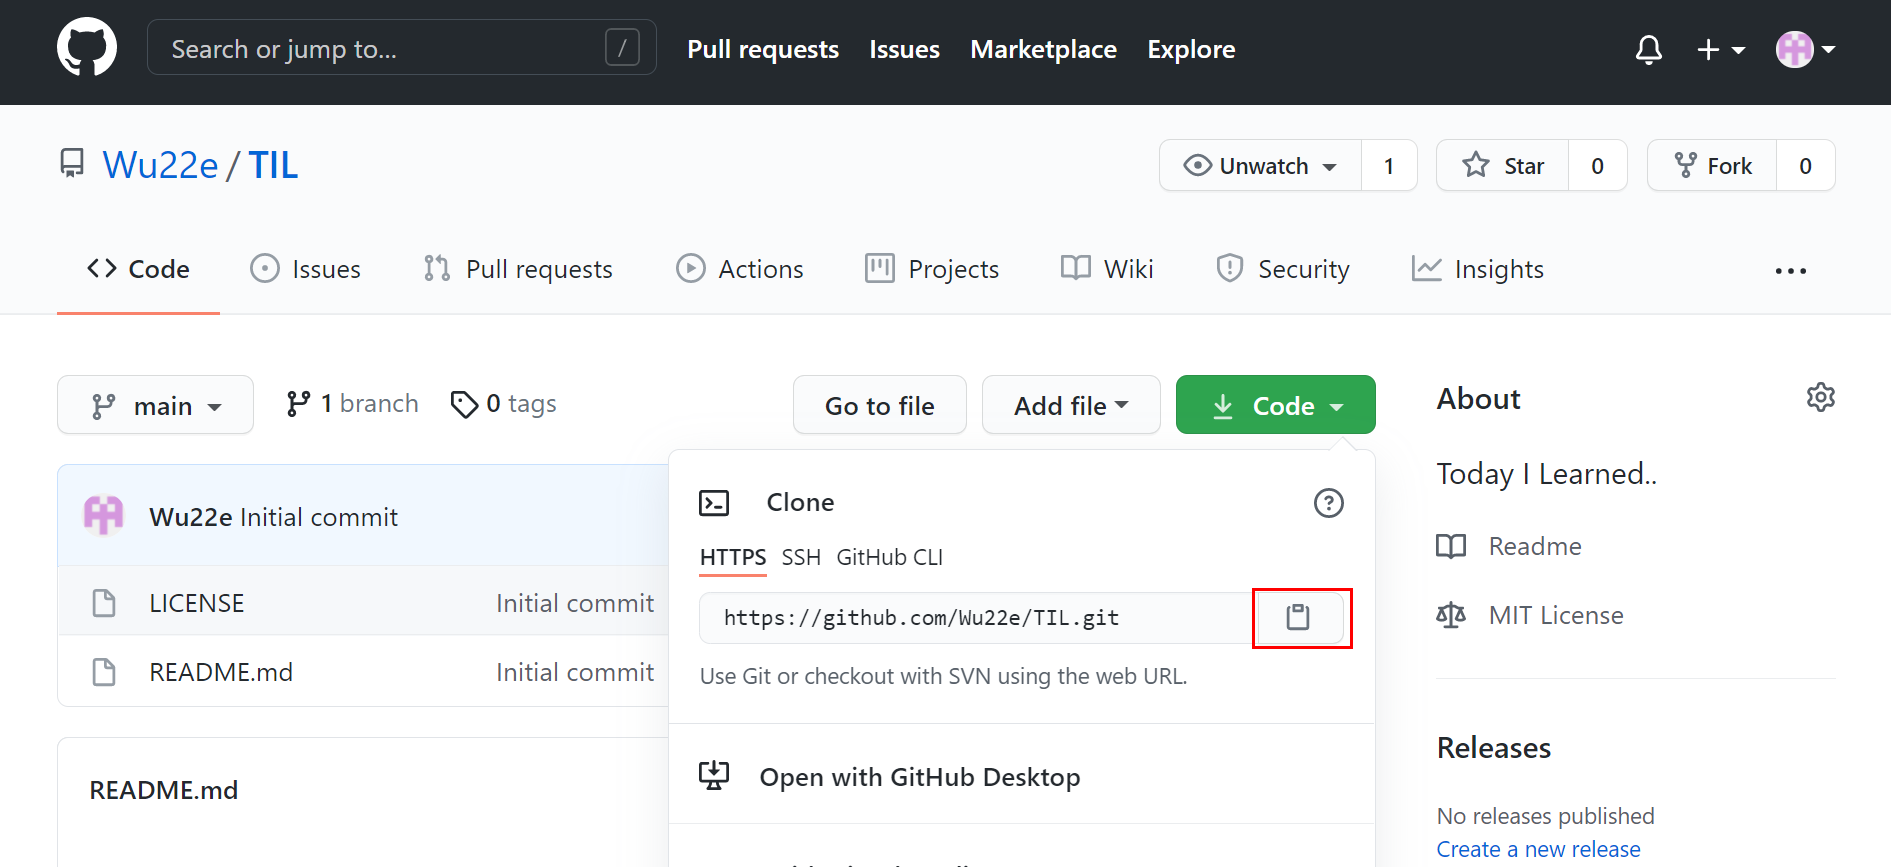 Search or jump to... /
Pull requests Issues Marketplace Explore
Wu22e / TIL
Unwatch 1 Star 0 Fork 0
Code Issues Pull requests Actions Projects Wiki Security Insights
main 1 branch 0 tags Go to file Add file Code
Wu22e Initial commit
LICENSE Initial commit
README.md Initial commit
README.md
Clone
HTTPS SSH GitHub CLI
https://github.com/Wu22e/TIL.git
Use Git or checkout with SVN using the web URL.
Open with GitHub Desktop
About
Today I Learned..
Readme
MIT License
Releases
No releases published
Create a new release